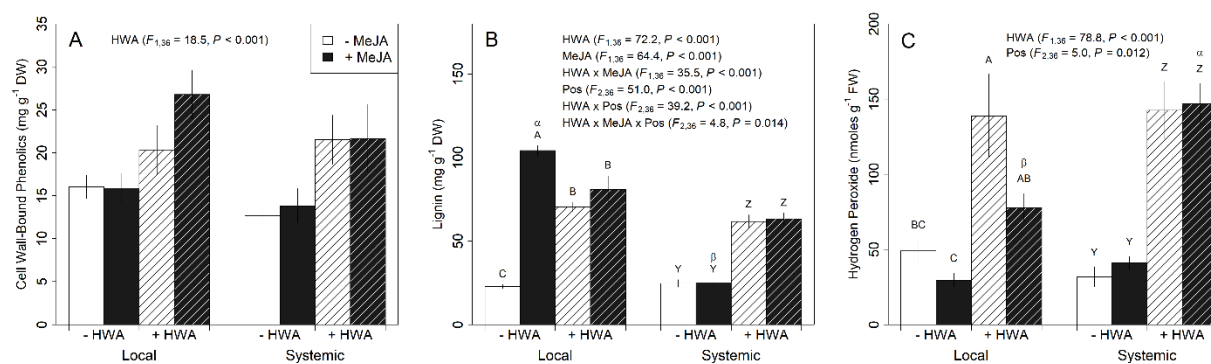 A
HWA (F1,36 = 18.5, P < 0.001)
- MeJA
+ MeJA
Cell Wall-Bound Phenolics (mg g-1 DW)
35
30
25
20
15
10
5
0
- HWA
+ HWA
- HWA
+ HWA
Local
Systemic
B
HWA (F1,36 = 72.2, P < 0.001)
MeJA (F1,36 = 64.4, P < 0.001)
HWA x MeJA (F1,36 = 35.5, P < 0.001)
Pos (F2,36 = 51.0, P < 0.001)
HWA x Pos (F2,36 = 39.2, P < 0.001)
HWA x MeJA x Pos (F2,36 = 4.8, P = 0.014)
Lignin (mg g-1 DW)
150
100
50
0
C
α
A
B
B
Y
β
Y
Z
Z
- HWA
+ HWA
- HWA
+ HWA
Local
Systemic
C
HWA (F1,36 = 78.8, P < 0.001)
Pos (F2,36 = 5.0, P = 0.012)
Hydrogen Peroxide (nmoles g-1 FW)
200
150
100
50
0
BC
C
A
β
AB
Y
Y
Z
α
Z
- HWA
+ HWA
- HWA
+ HWA
Local
Systemic